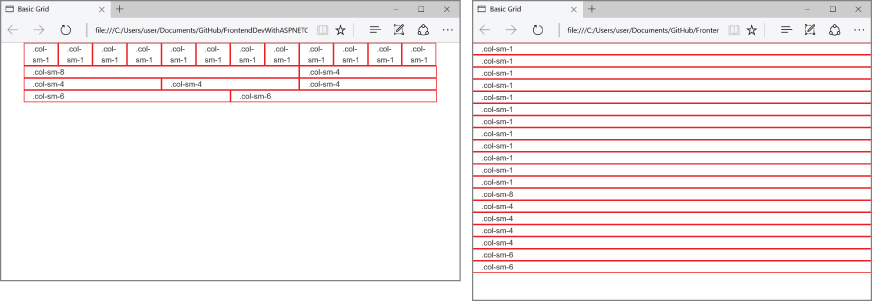 Basic Grid
file:///C:/Users/user/Documents/GitHub/FrontendDevWithASPNETC
.col- .col- .col- .col- .col- .col- .col- .col- .col- .col- .col- .col-
sm-1 sm-1 sm-1 sm-1 sm-1 sm-1 sm-1 sm-1 sm-1 sm-1 sm-1 sm-1
.col-sm-8 .col-sm-4
.col-sm-4 .col-sm-4 .col-sm-4
.col-sm-6 .col-sm-6
Basic Grid
file:///C:/Users/user/Documents/GitHub/Fronter
.col-sm-1
.col-sm-1
.col-sm-1
.col-sm-1
.col-sm-1
.col-sm-1
.col-sm-1
.col-sm-1
.col-sm-1
.col-sm-1
.col-sm-1
.col-sm-1
.col-sm-8
.col-sm-4
.col-sm-4
.col-sm-4
.col-sm-4
.col-sm-6
.col-sm-6